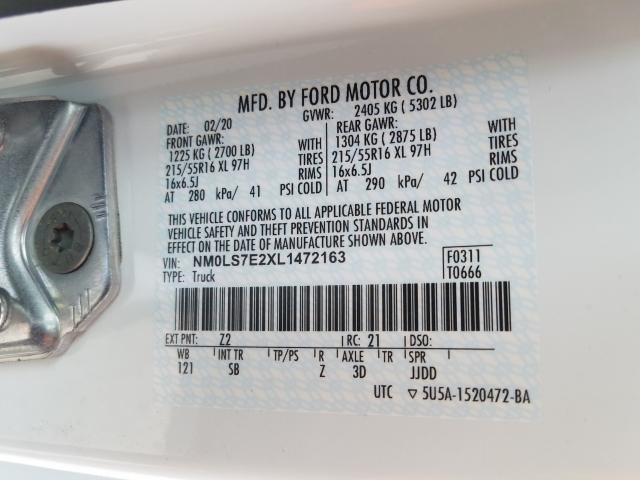 MFD. BY FORD MOTOR CO.
DATE: 02/20 GVWR: 2405 KG ( 5302 LB)
FRONT GAWR: REAR GAWR:
1225 KG ( 2700 LB) 1304 KG ( 2875 LB)
215/55R16 XL 97H TIRES 215/55R16 XL 97H TIRES
16x6.5J RIMS 16x6.5J RIMS
AT 280 kPa/ 41 PSI COLD AT 290 kPa/ 42 PSI COLD
THIS VEHICLE CONFORMS TO ALL APPLICABLE FEDERAL MOTOR
VEHICLE SAFETY AND THEFT PREVENTION STANDARDS IN
EFFECT ON THE DATE OF MANUFACTURE SHOWN ABOVE.
VIN: NM0LS7E2XL1472163 F0311
TYPE: Truck T0666
EXT PNT: Z2 RC: 21 DSO:
WB INT TR TP/PS R AXLE TR SPR
121 SB Z 3D JJDD
UTC ▽ 5U5A-1520472-BA